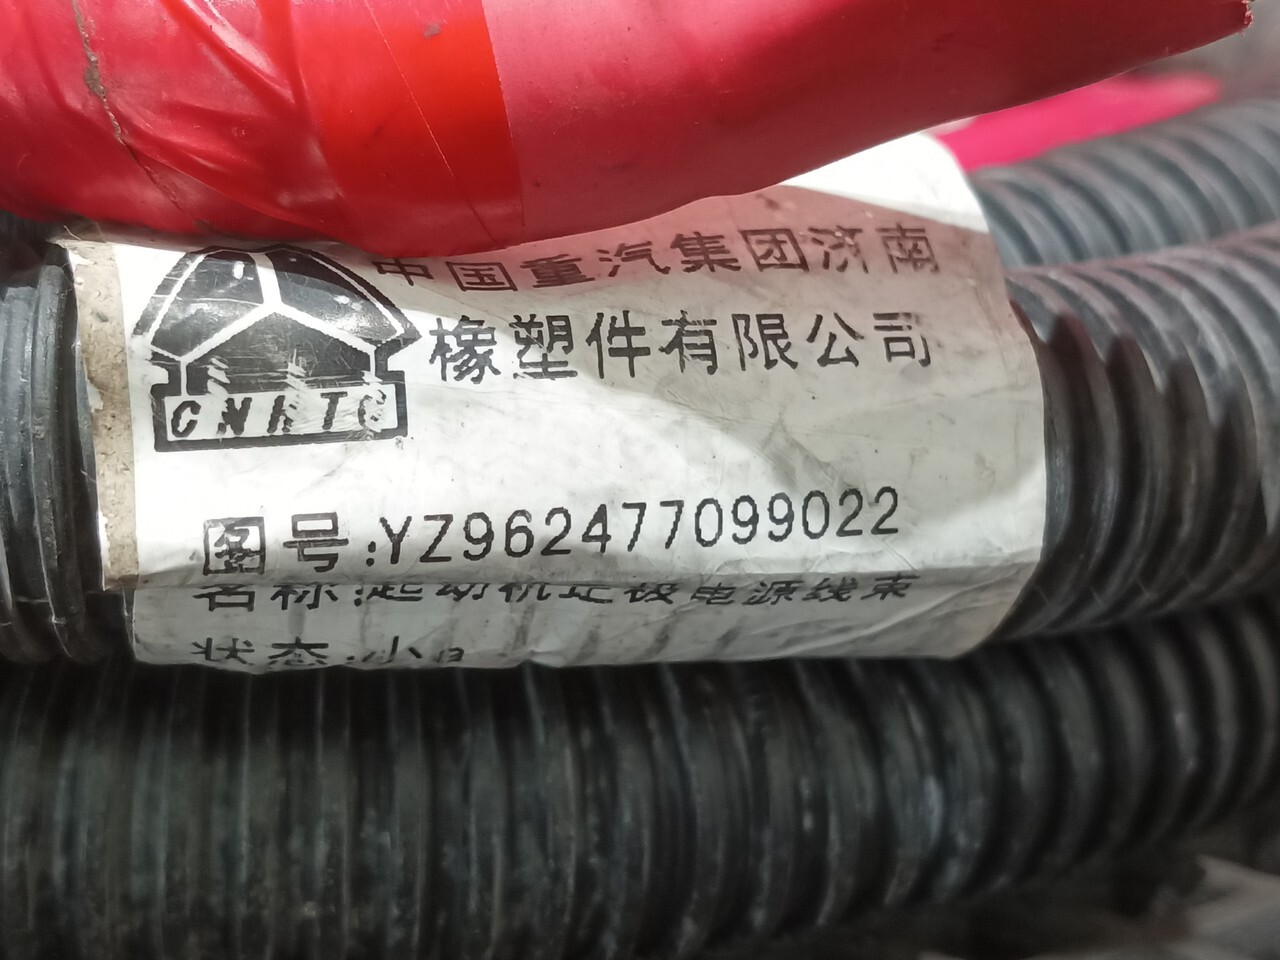 中国重汽集团济南
橡塑件有限公司
CNHTC
图号:YZ962477099022
名称:起动机正极电源线束
状态:小